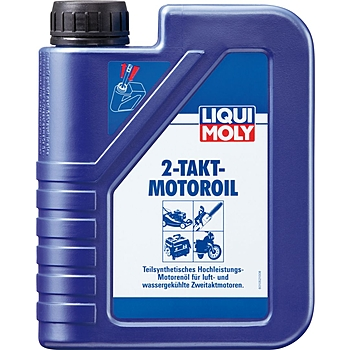 LIQUI
MOLY
2-TAKT-
MOTOROIL
Teilsynthetisches Hochleistungs-
Motorenöl für luft- und
wassergekühlte Zweitaktmotoren.